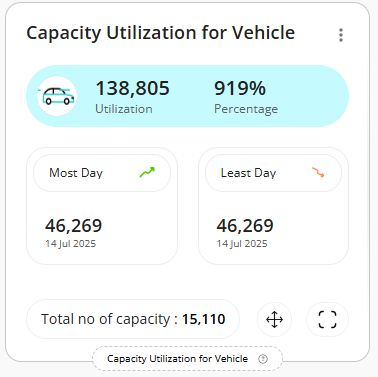 Capacity Utilization for Vehicle
138,805
919%
Utilization
Percentage
Most Day
Least Day
46,269
46,269
14 Jul 2025
14 Jul 2025
Total no of capacity : 15,110
Capacity Utilization for Vehicle ?